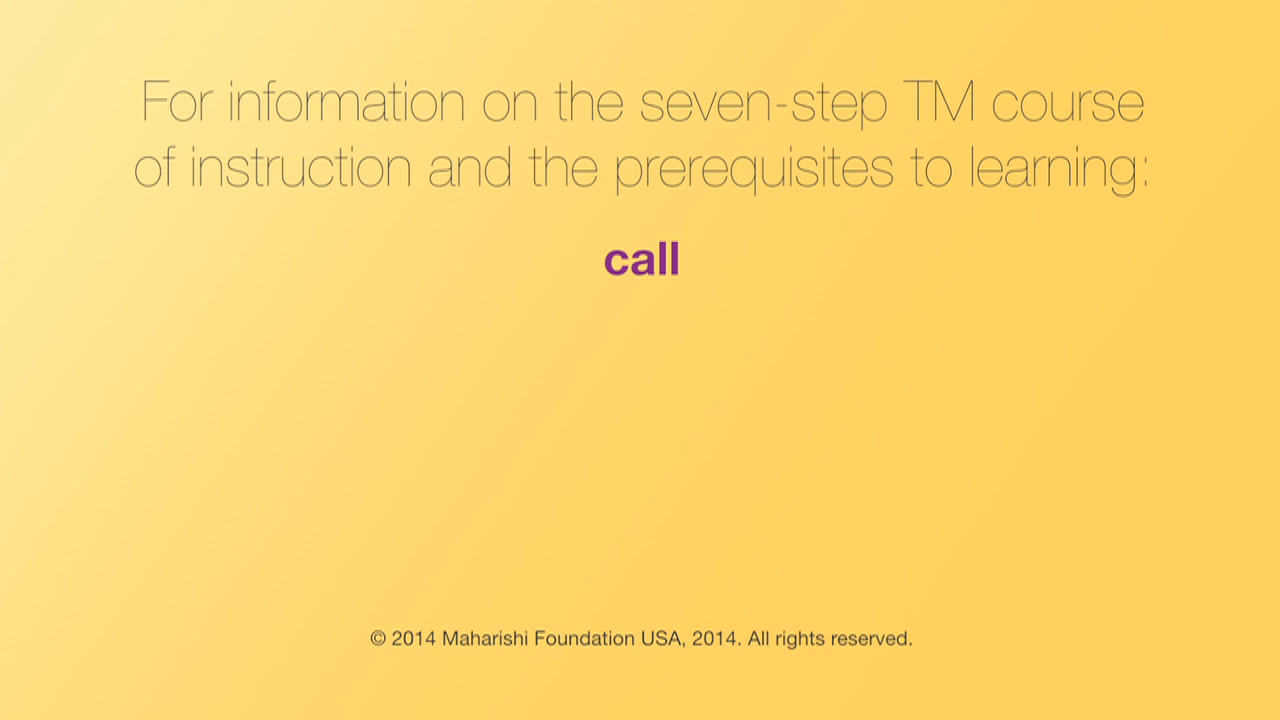 For information on the seven-step TM course
of instruction and the prerequisites to learning:
call
© 2014 Maharishi Foundation USA, 2014. All rights reserved.